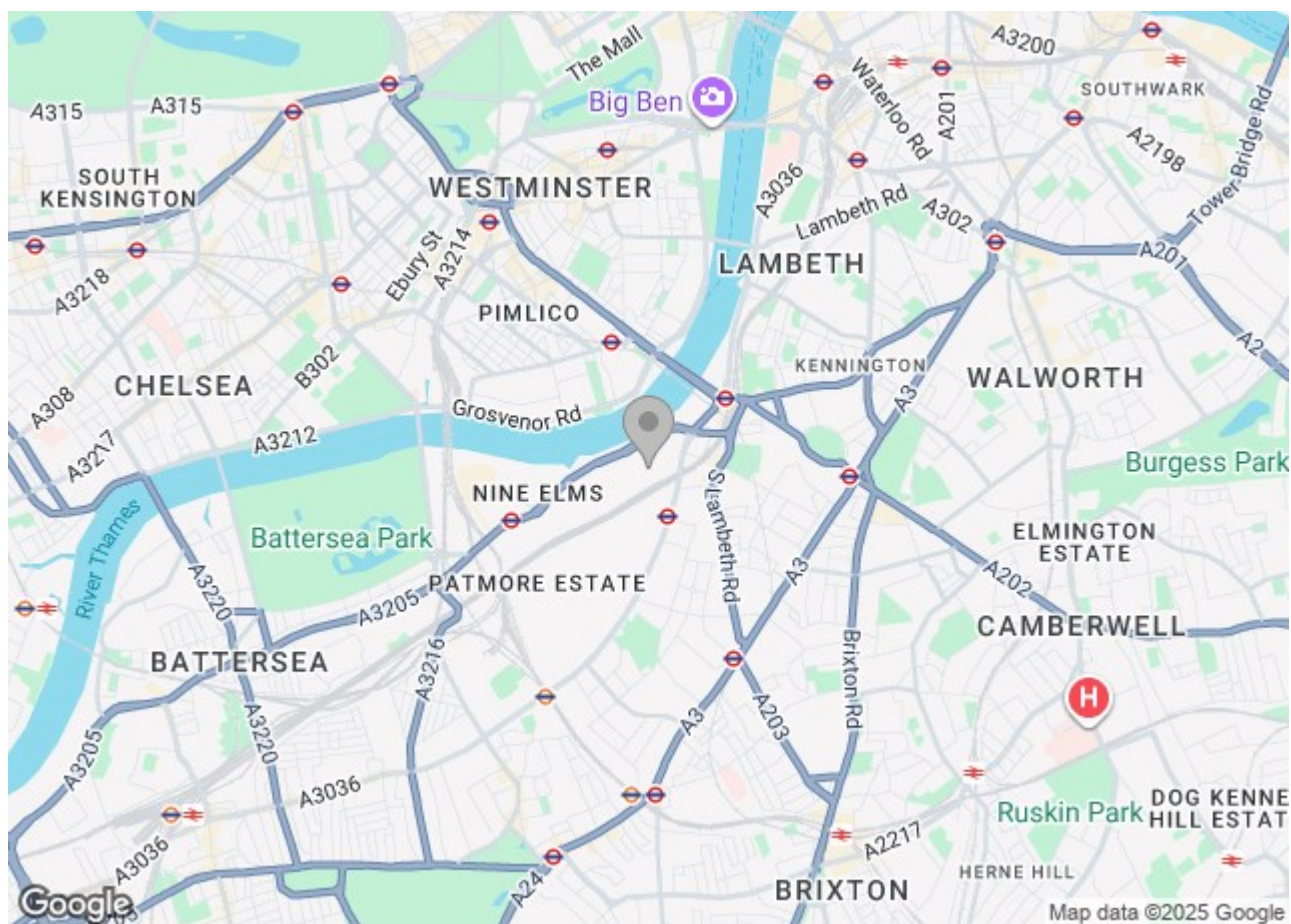 The Mall
A3200
Big Ben
Waterloo Rd
A201
SOUTHWARK
A315
A315
A2198
Tower Bridge Rd
SOUTH
KENSINGTON
WESTMINSTER
A3036
Lambeth Rd
A302
A201
A3218
Ebury St
A3214
LAMBETH
PIMLICO
B302
KENNINGTON
A2
CHELSEA
WALWORTH
A308
Grosvenor Rd
A3
A3212
A3217
Burgess Park
NINE ELMS
S Lambeth Rd
River Thames
Battersea Park
ELMINGTON
ESTATE
A3220
A3205
PATMORE ESTATE
A3
A202
CAMBERWELL
BATTERSEA
A3216
Brixton Rd
H
A3220
A3
A203
A3205
A3036
Ruskin Park
DOG KENNE
HILL ESTAT
A3036
A2217
HERNE HILL
A24
BRIXTON
Google
Map data ©2025 Google